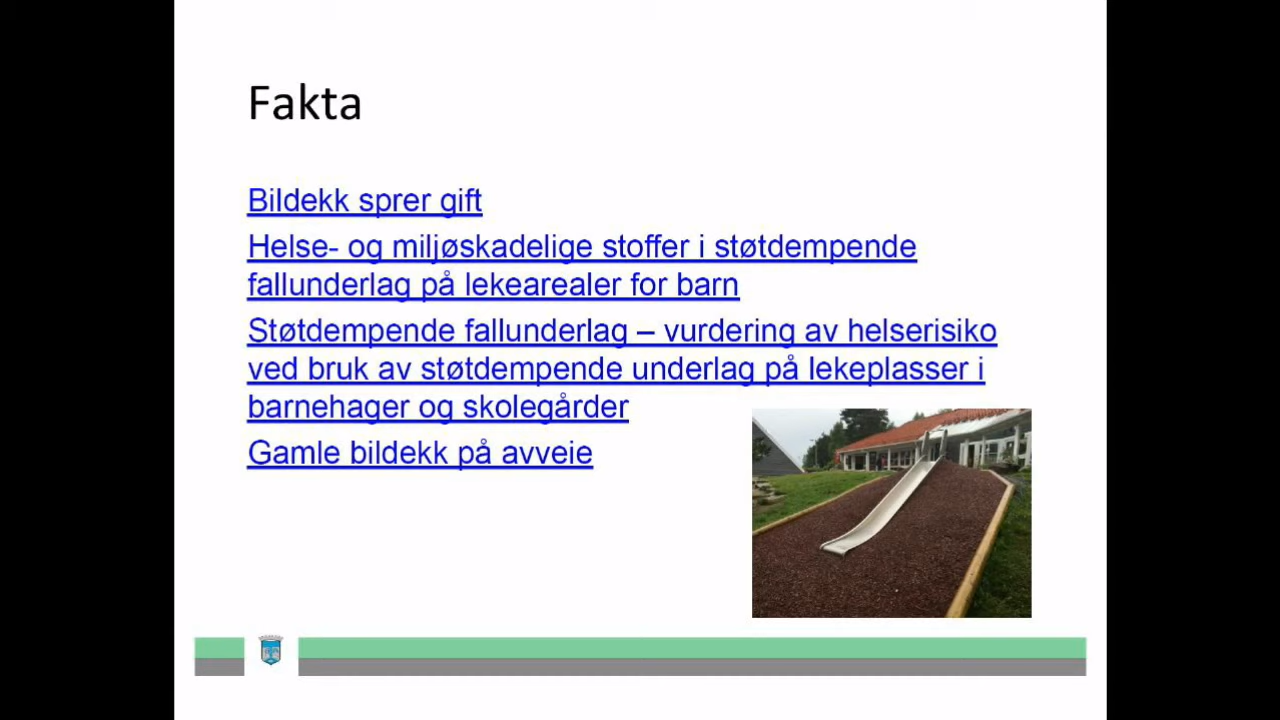 Fakta
Bildekk sprer gift
Helse- og miljøskadelige stoffer i støtdempende
fallunderlag på lekearealer for barn
Støtdempende fallunderlag – vurdering av helserisiko
ved bruk av støtdempende underlag på lekeplasser i
barnehager og skolegårder
Gamle bildekk på avveie